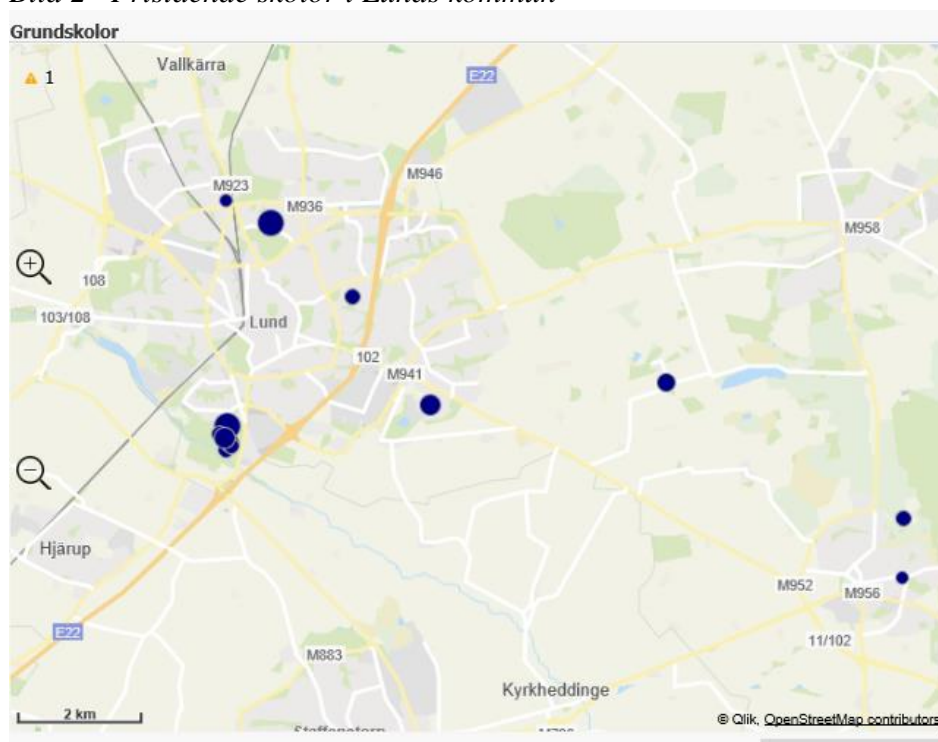 Bild 2 - Fristående skolor i Lunds kommun
Grundskolor
Vallkärra
1
E22
M946
M923
M936
M958
108
103/108
Lund
102
M941
Hjärup
M952
M956
E22
11/102
M883
Kyrkheddinge
2 km
© Qlik, OpenStreetMap contributors
Staffanstorp